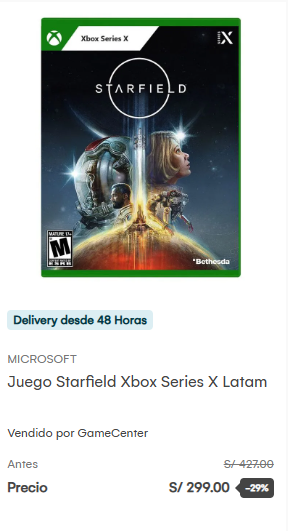 Xbox Series X
SERIES X
STARFIELD
MATURE 17+
M
ESRB
Bethesda
Delivery desde 48 Horas
MICROSOFT
Juego Starfield Xbox Series X Latam
Vendido por GameCenter
Antes S/ 427.00
Precio S/ 299.00 -29%